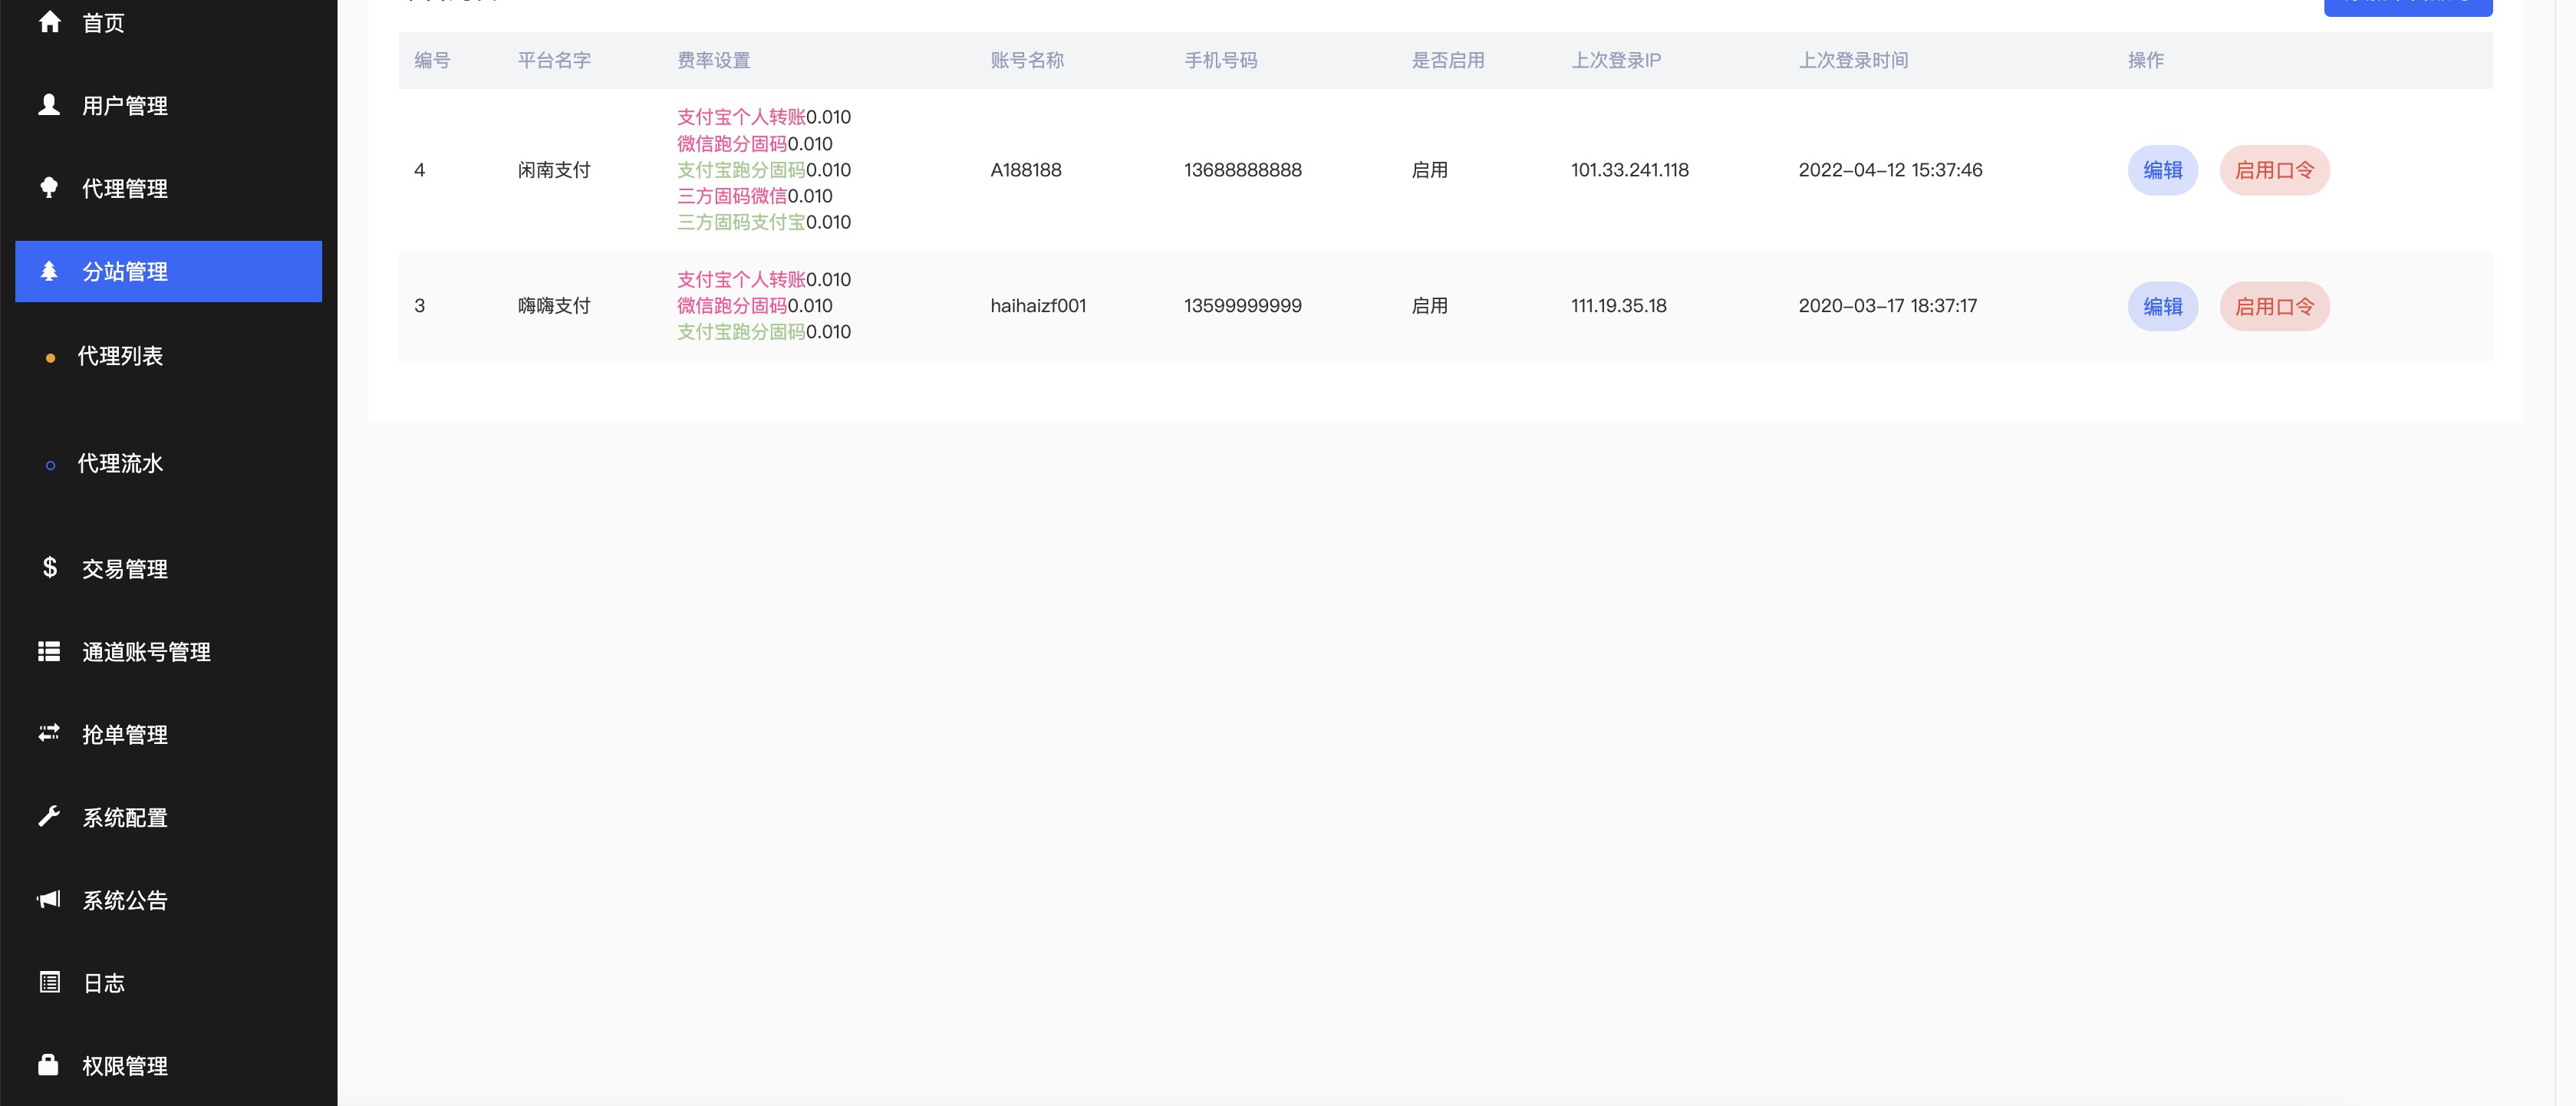 首页
用户管理
代理管理
分站管理
代理列表
代理流水
交易管理
通道账号管理
抢单管理
系统配置
系统公告
日志
权限管理
编号 平台名字 费率设置 账号名称 手机号码 是否启用 上次登录IP 上次登录时间 操作
支付宝个人转账0.010
微信跑分固码0.010
4 闲南支付 支付宝跑分固码0.010 A188188 13688888888 启用 101.33.241.118 2022-04-12 15:37:46 编辑 启用口令
三方固码微信0.010
三方固码支付宝0.010
支付宝个人转账0.010
3 嗨嗨支付 微信跑分固码0.010 haihaizf001 13599999999 启用 111.19.35.18 2020-03-17 18:37:17 编辑 启用口令
支付宝跑分固码0.010